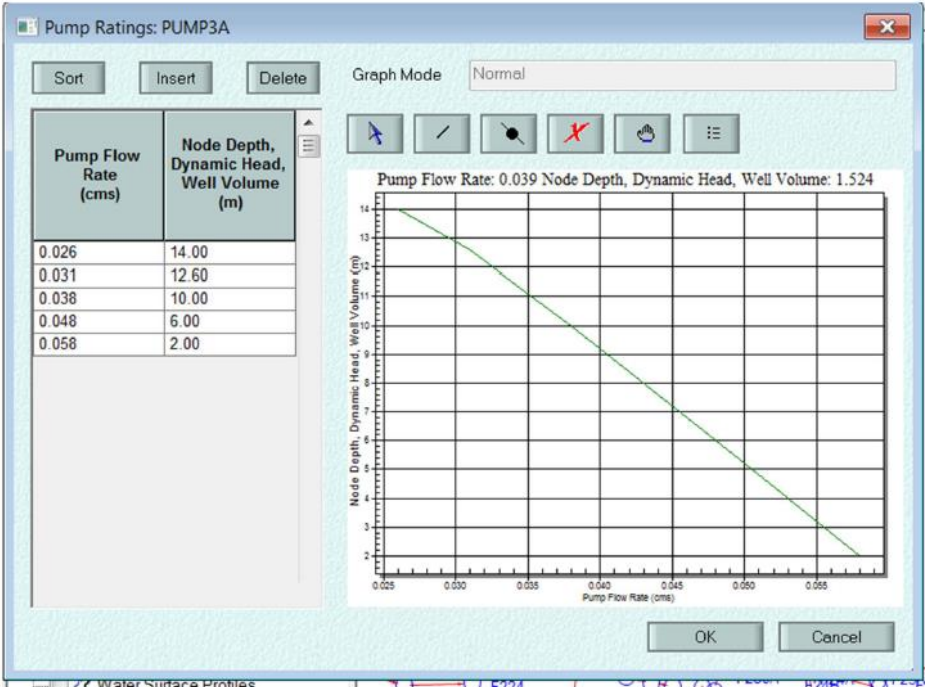 Pump Ratings: PUMP3A
Sort
Insert
Delete
Graph Mode
Normal
Pump Flow
Rate
(cms)
Node Depth,
Dynamic Head,
Well Volume
(m)
0.026 14.00
0.031 12.60
0.038 10.00
0.048 6.00
0.058 2.00
Pump Flow Rate: 0.039 Node Depth, Dynamic Head, Well Volume: 1.524
Node Depth, Dynamic Head, Well Volume (m)
14
13
12
11
10
9
8
7
6
5
4
3
2
0.025 0.030 0.035 0.040 0.045 0.050 0.055
Pump Flow Rate (cms)
OK
Cancel
Water Surface Profiles